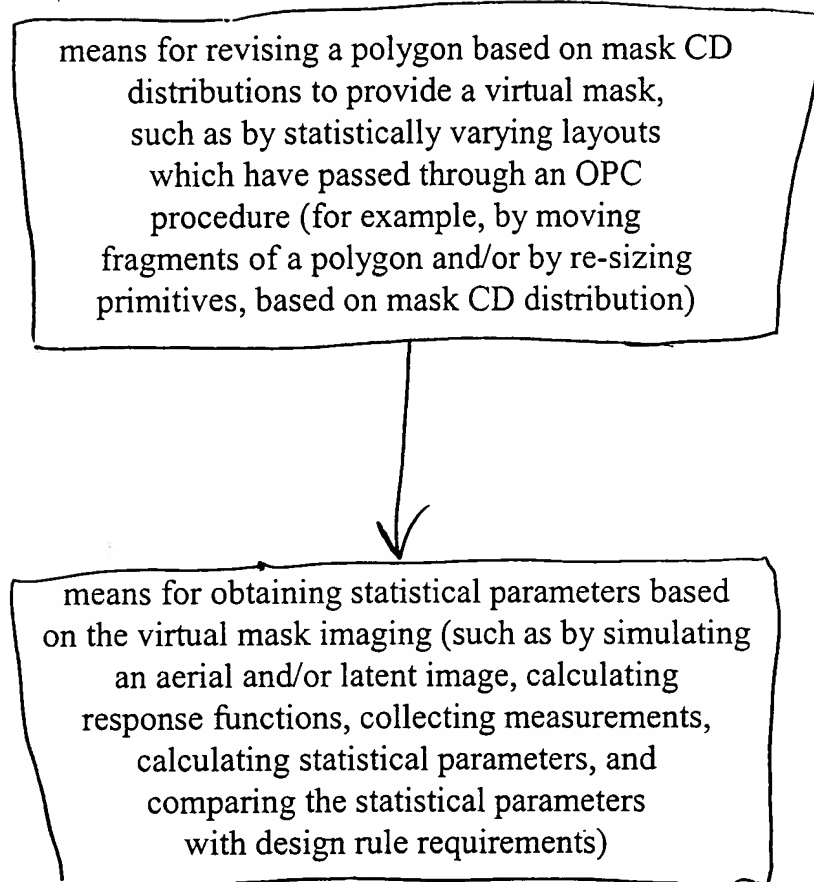 means for revising a polygon based on mask CD
distributions to provide a virtual mask,
such as by statistically varying layouts
which have passed through an OPC
procedure (for example, by moving
fragments of a polygon and/or by re-sizing
primitives, based on mask CD distribution)
means for obtaining statistical parameters based
on the virtual mask imaging (such as by simulating
an aerial and/or latent image, calculating
response functions, collecting measurements,
calculating statistical parameters, and
comparing the statistical parameters
with design rule requirements)